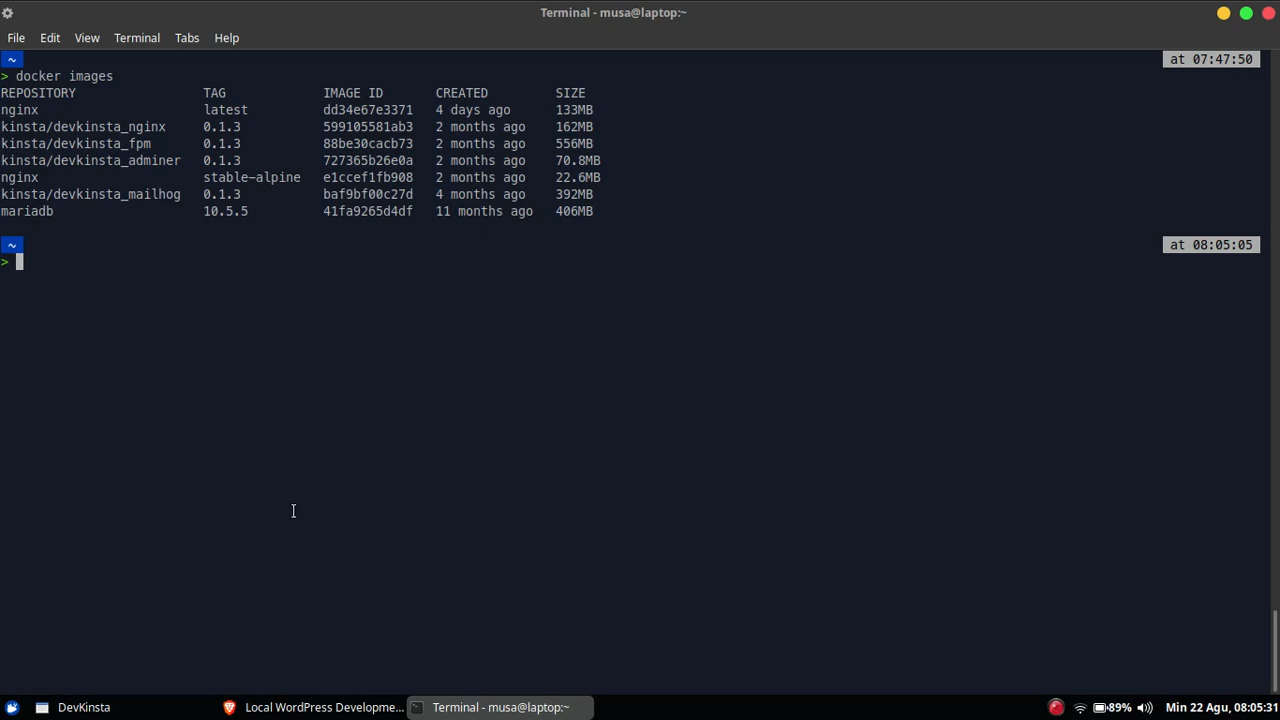 Terminal - musa@laptop:~
File Edit View Terminal Tabs Help
~ at 07:47:50
> docker images
REPOSITORY TAG IMAGE ID CREATED SIZE
nginx latest dd34e67e3371 4 days ago 133MB
kinsta/devkinsta_nginx 0.1.3 599105581ab3 2 months ago 162MB
kinsta/devkinsta_fpm 0.1.3 88be30cacb73 2 months ago 556MB
kinsta/devkinsta_adminer 0.1.3 727365b26e0a 2 months ago 70.8MB
nginx stable-alpine e1ccef1fb908 2 months ago 22.6MB
kinsta/devkinsta_mailhog 0.1.3 baf9bf00c27d 4 months ago 392MB
mariadb 10.5.5 41fa9265d4df 11 months ago 406MB
~ at 08:05:05
>
DevKinsta Local WordPress Developme... Terminal - musa@laptop:~ 89% Min 22 Agu, 08:05:31